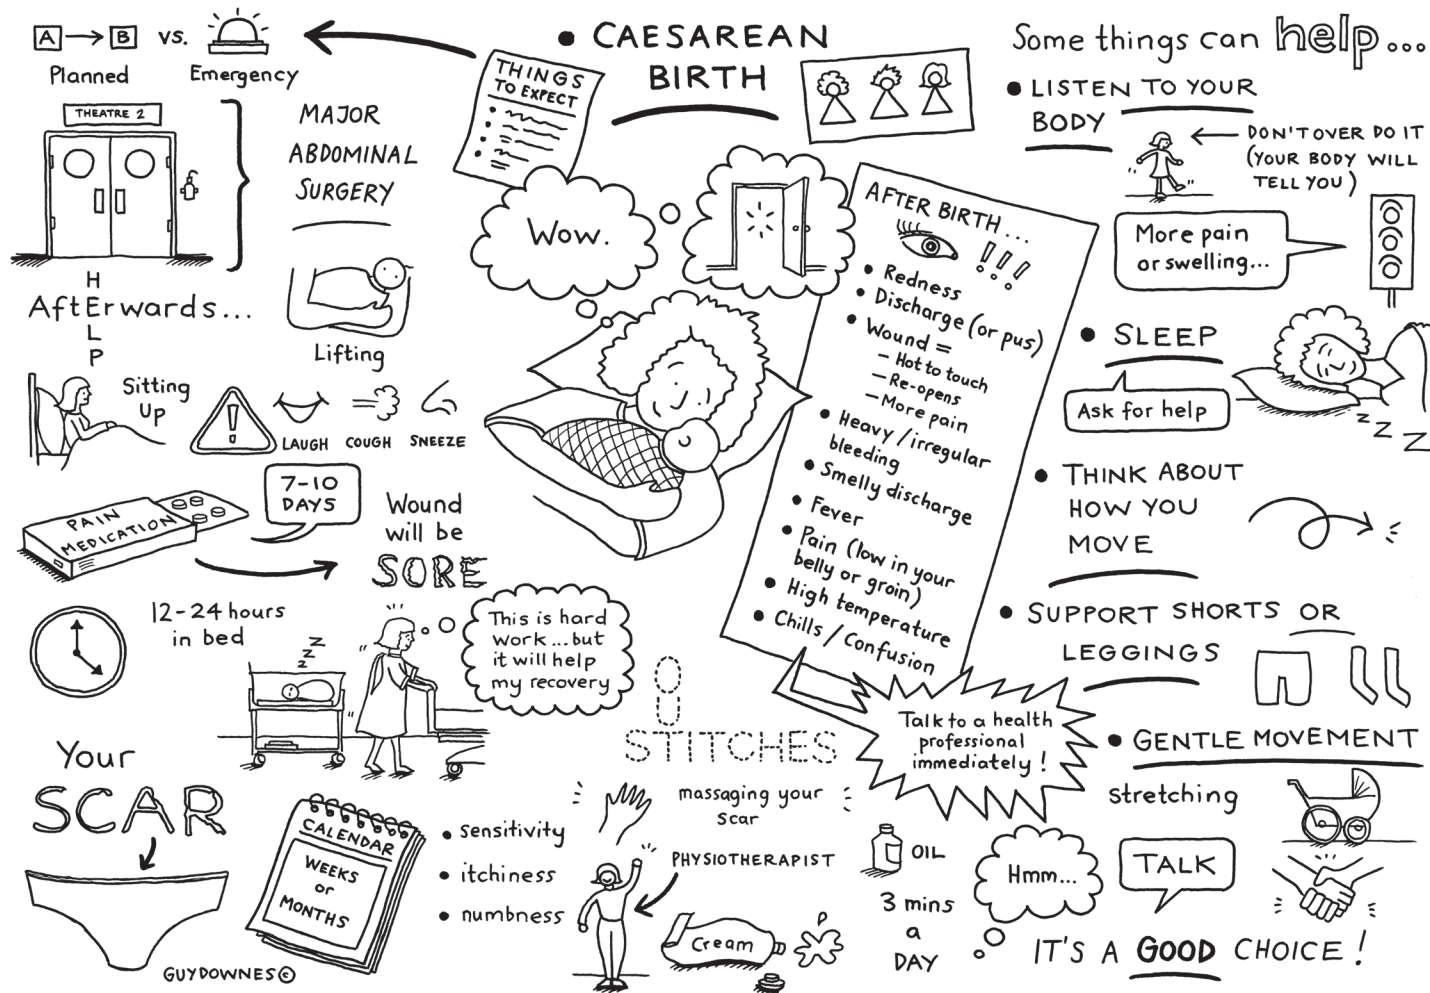 A → B vs.
Planned Emergency
THEATRE 2
MAJOR
ABDOMINAL
SURGERY
THINGS
TO EXPECT
• CAESAREAN
BIRTH
Wow.
HELP
Afterwards...
Lifting
Sitting
Up
!
LAUGH COUGH SNEEZE
PAIN
MEDICATION
7-10
DAYS
Wound
will be
SORE
12-24 hours
in bed
z z z
This is hard
work...but
it will help
my recovery
Your
SCAR
CALENDAR
WEEKS
or
MONTHS
• sensitivity
• itchiness
• numbness
GUYDOWNES©
STITCHES
massaging your
scar
PHYSIOTHERAPIST
Cream
OIL
3 mins
a
DAY
AFTER BIRTH...
!!!
• Redness
• Discharge (or pus)
• Wound =
– Hot to touch
– Re-opens
– More pain
• Heavy/irregular
bleeding
• Smelly discharge
• Fever
• Pain (low in your
belly or groin)
• High temperature
• Chills/Confusion
Talk to a health
professional
immediately!
Some things can help...
• LISTEN TO YOUR
BODY
DON'T OVER DO IT
(YOUR BODY WILL
TELL YOU)
More pain
or swelling...
• SLEEP
Ask for help
z Z Z
• THINK ABOUT
HOW YOU
MOVE
• SUPPORT SHORTS OR
LEGGINGS
• GENTLE MOVEMENT
stretching
Hmm...
TALK
IT'S A GOOD CHOICE!